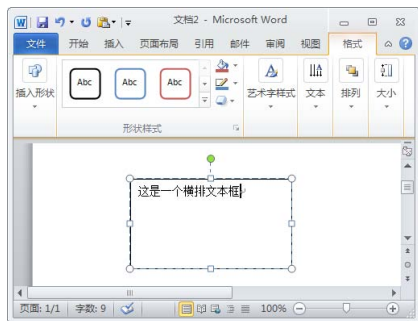 W 文档2 - Microsoft Word
文件 开始 插入 页面布局 引用 邮件 审阅 视图 格式
插入形状 Abc Abc Abc 艺术字样式 文本 排列 大小
形状样式
这是一个横排文本框
页面: 1/1 字数: 9 100%